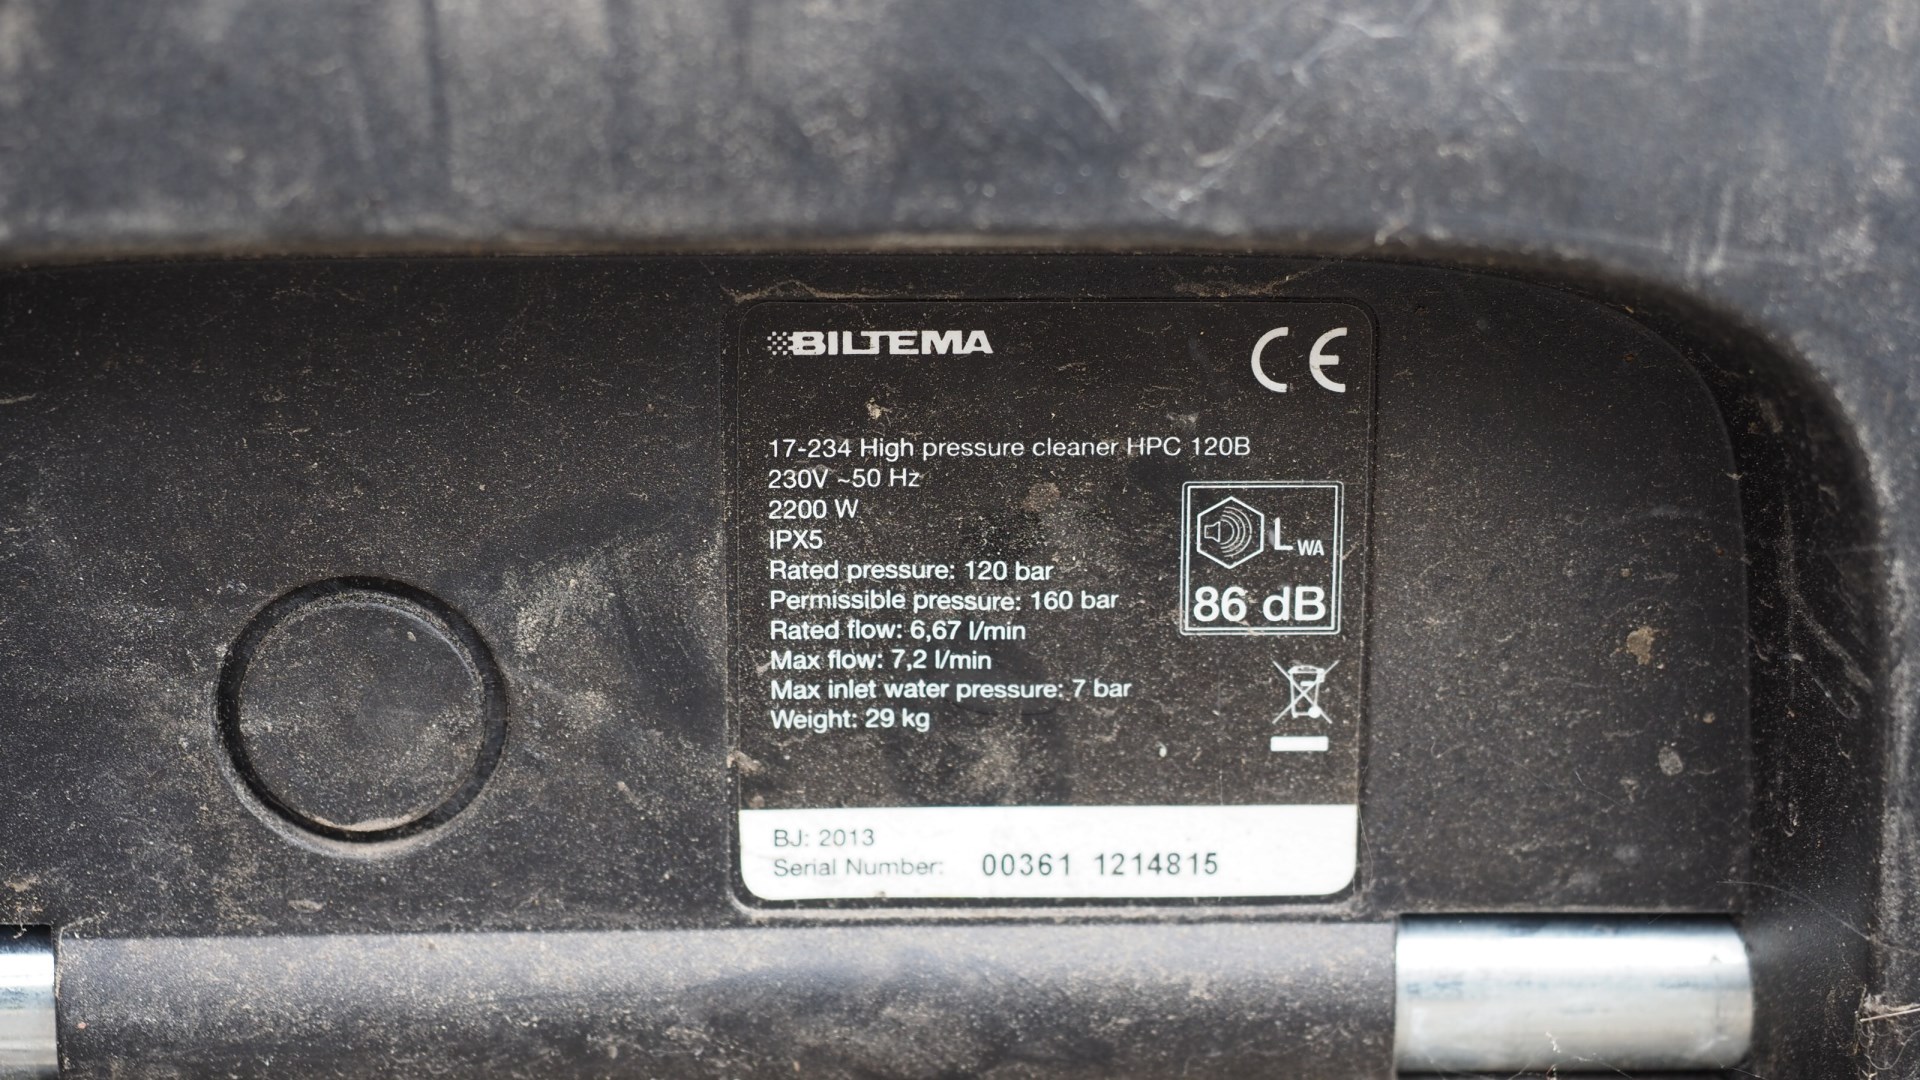 BILTEMA
CE
17-234 High pressure cleaner HPC 120B
230V ~50 Hz
2200 W
IPX5
Rated pressure: 120 bar
Permissible pressure: 160 bar
Rated flow: 6,67 l/min
Max flow: 7,2 l/min
Max inlet water pressure: 7 bar
Weight: 29 kg
LWA
86 dB
BJ: 2013
Serial Number: 00361 1214815